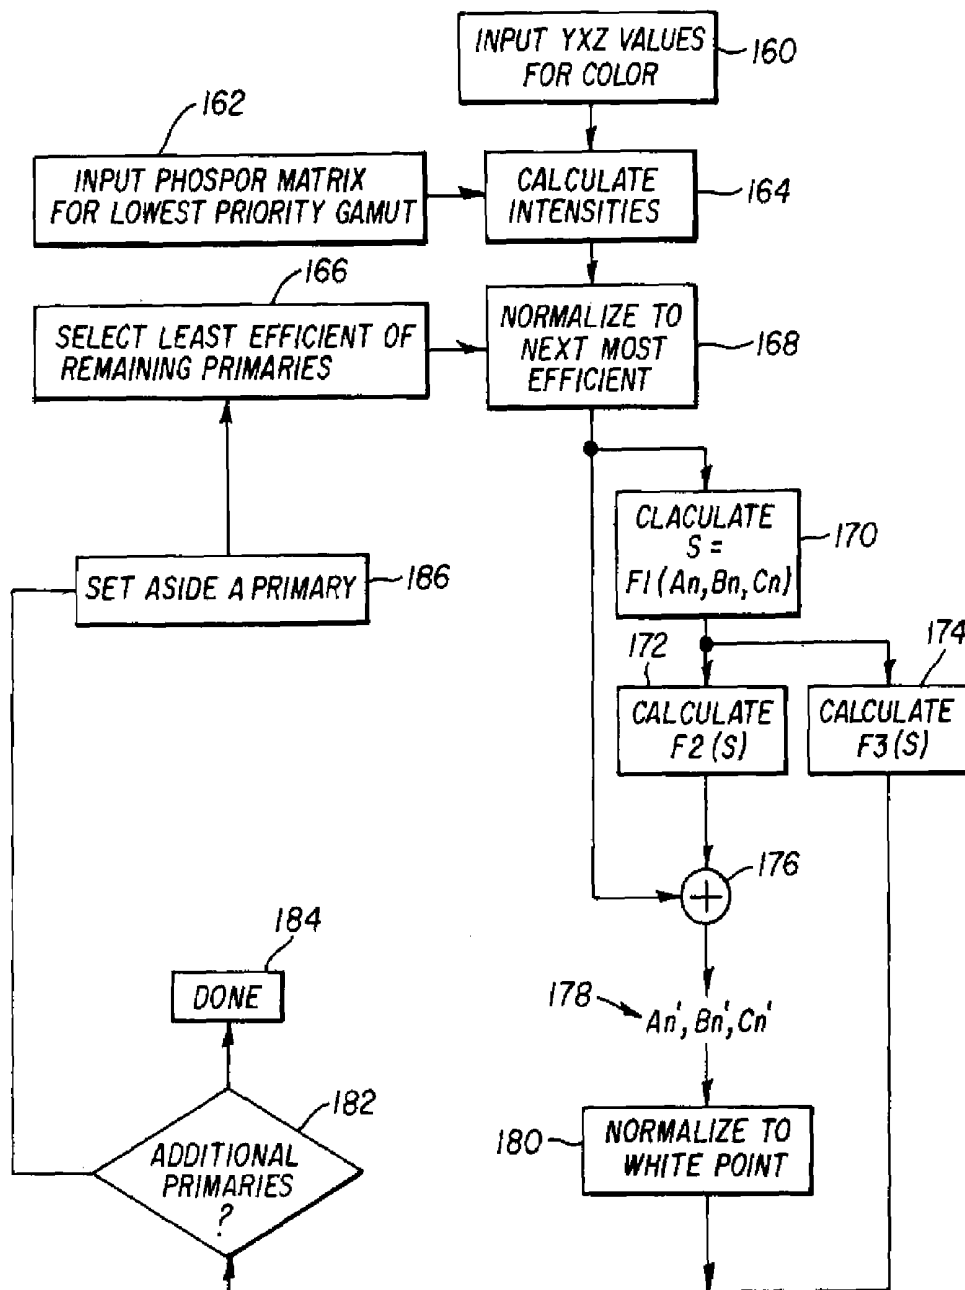 INPUT YXZ VALUES
FOR COLOR
160
162
INPUT PHOSPOR MATRIX
FOR LOWEST PRIORITY GAMUT
CALCULATE
INTENSITIES
164
166
SELECT LEAST EFFICIENT OF
REMAINING PRIMARIES
NORMALIZE TO
NEXT MOST
EFFICIENT
168
CLACULATE
S =
F1(An,Bn,Cn)
170
SET ASIDE A PRIMARY
186
172
174
CALCULATE
F2(S)
CALCULATE
F3(S)
+
176
184
DONE
178
An',Bn',Cn'
182
ADDITIONAL
PRIMARIES
?
180
NORMALIZE TO
WHITE POINT